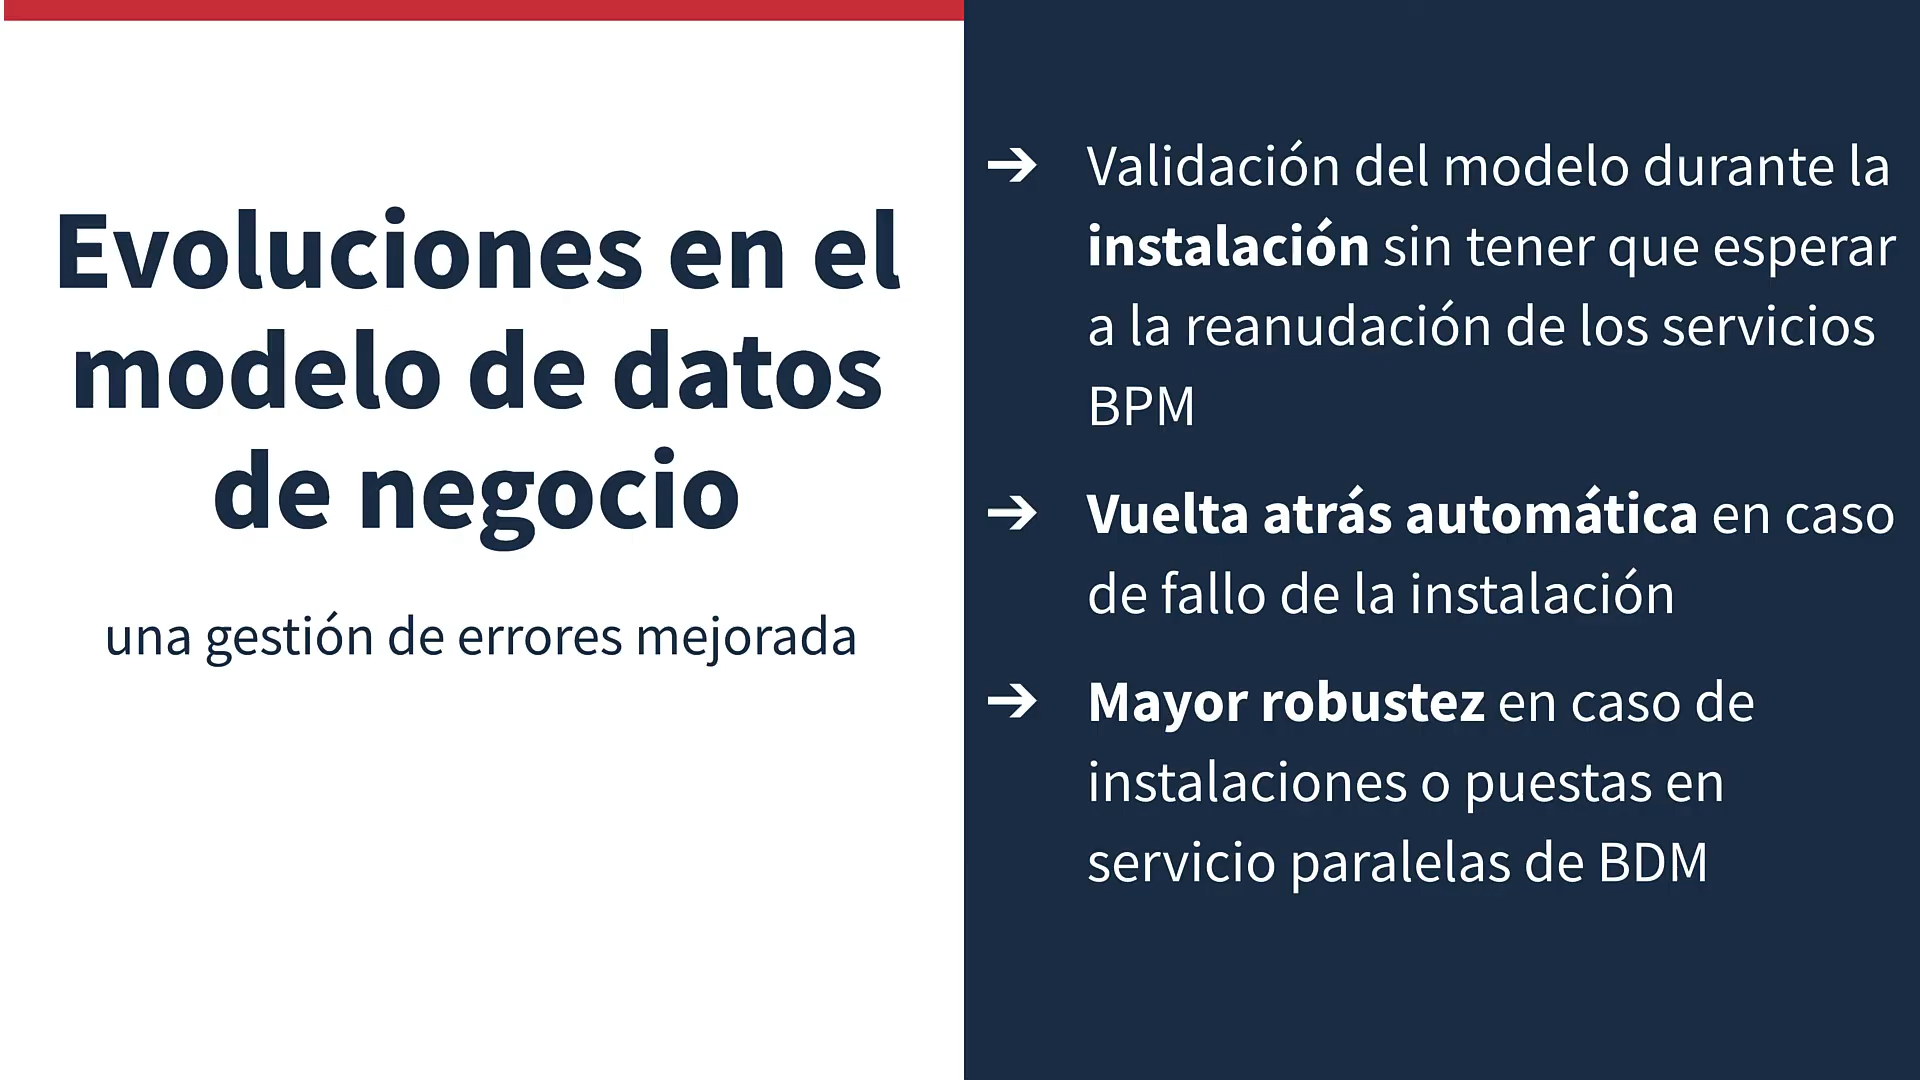 Evoluciones en el
modelo de datos
de negocio
una gestión de errores mejorada
➔ Validación del modelo durante la
instalación sin tener que esperar
a la reanudación de los servicios
BPM
➔ Vuelta atrás automática en caso
de fallo de la instalación
➔ Mayor robustez en caso de
instalaciones o puestas en
servicio paralelas de BDM